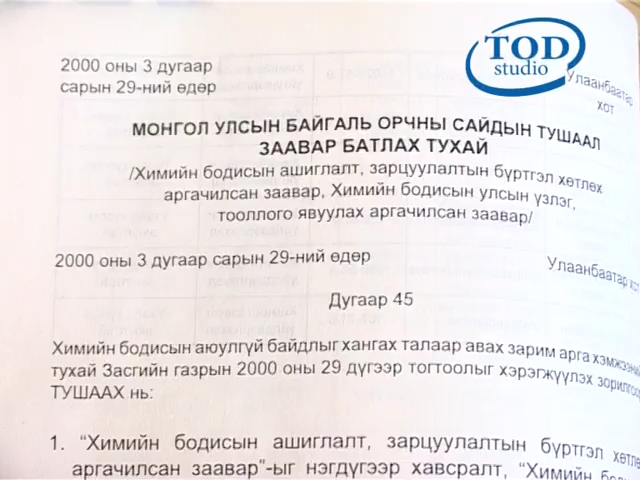 TOD
studio
2000 оны 3 дугаар
сарын 29-ний өдөр
Улаанбаатар
хот
МОНГОЛ УЛСЫН БАЙГАЛЬ ОРЧНЫ САЙДЫН ТУШААЛ
ЗААВАР БАТЛАХ ТУХАЙ
/Химийн бодисын ашиглалт, зарцуулалтын бүртгэл хөтлөх
аргачилсан заавар, Химийн бодисын улсын үзлэг,
тооллого явуулах аргачилсан заавар/
2000 оны 3 дугаар сарын 29-ний өдөр
Улаанбаатар хот
Дугаар 45
Химийн бодисын аюулгүй байдлыг хангах талаар авах зарим арга хэмжээний
тухай Засгийн газрын 2000 оны 29 дүгээр тогтоолыг хэрэгжүүлэх
ТУШААХ нь:
1. “Химийн бодисын ашиглалт, зарцуулалтын бүртгэл
аргачилсан заавар”-ыг нэгдүгээр хавсралт, “Химийн